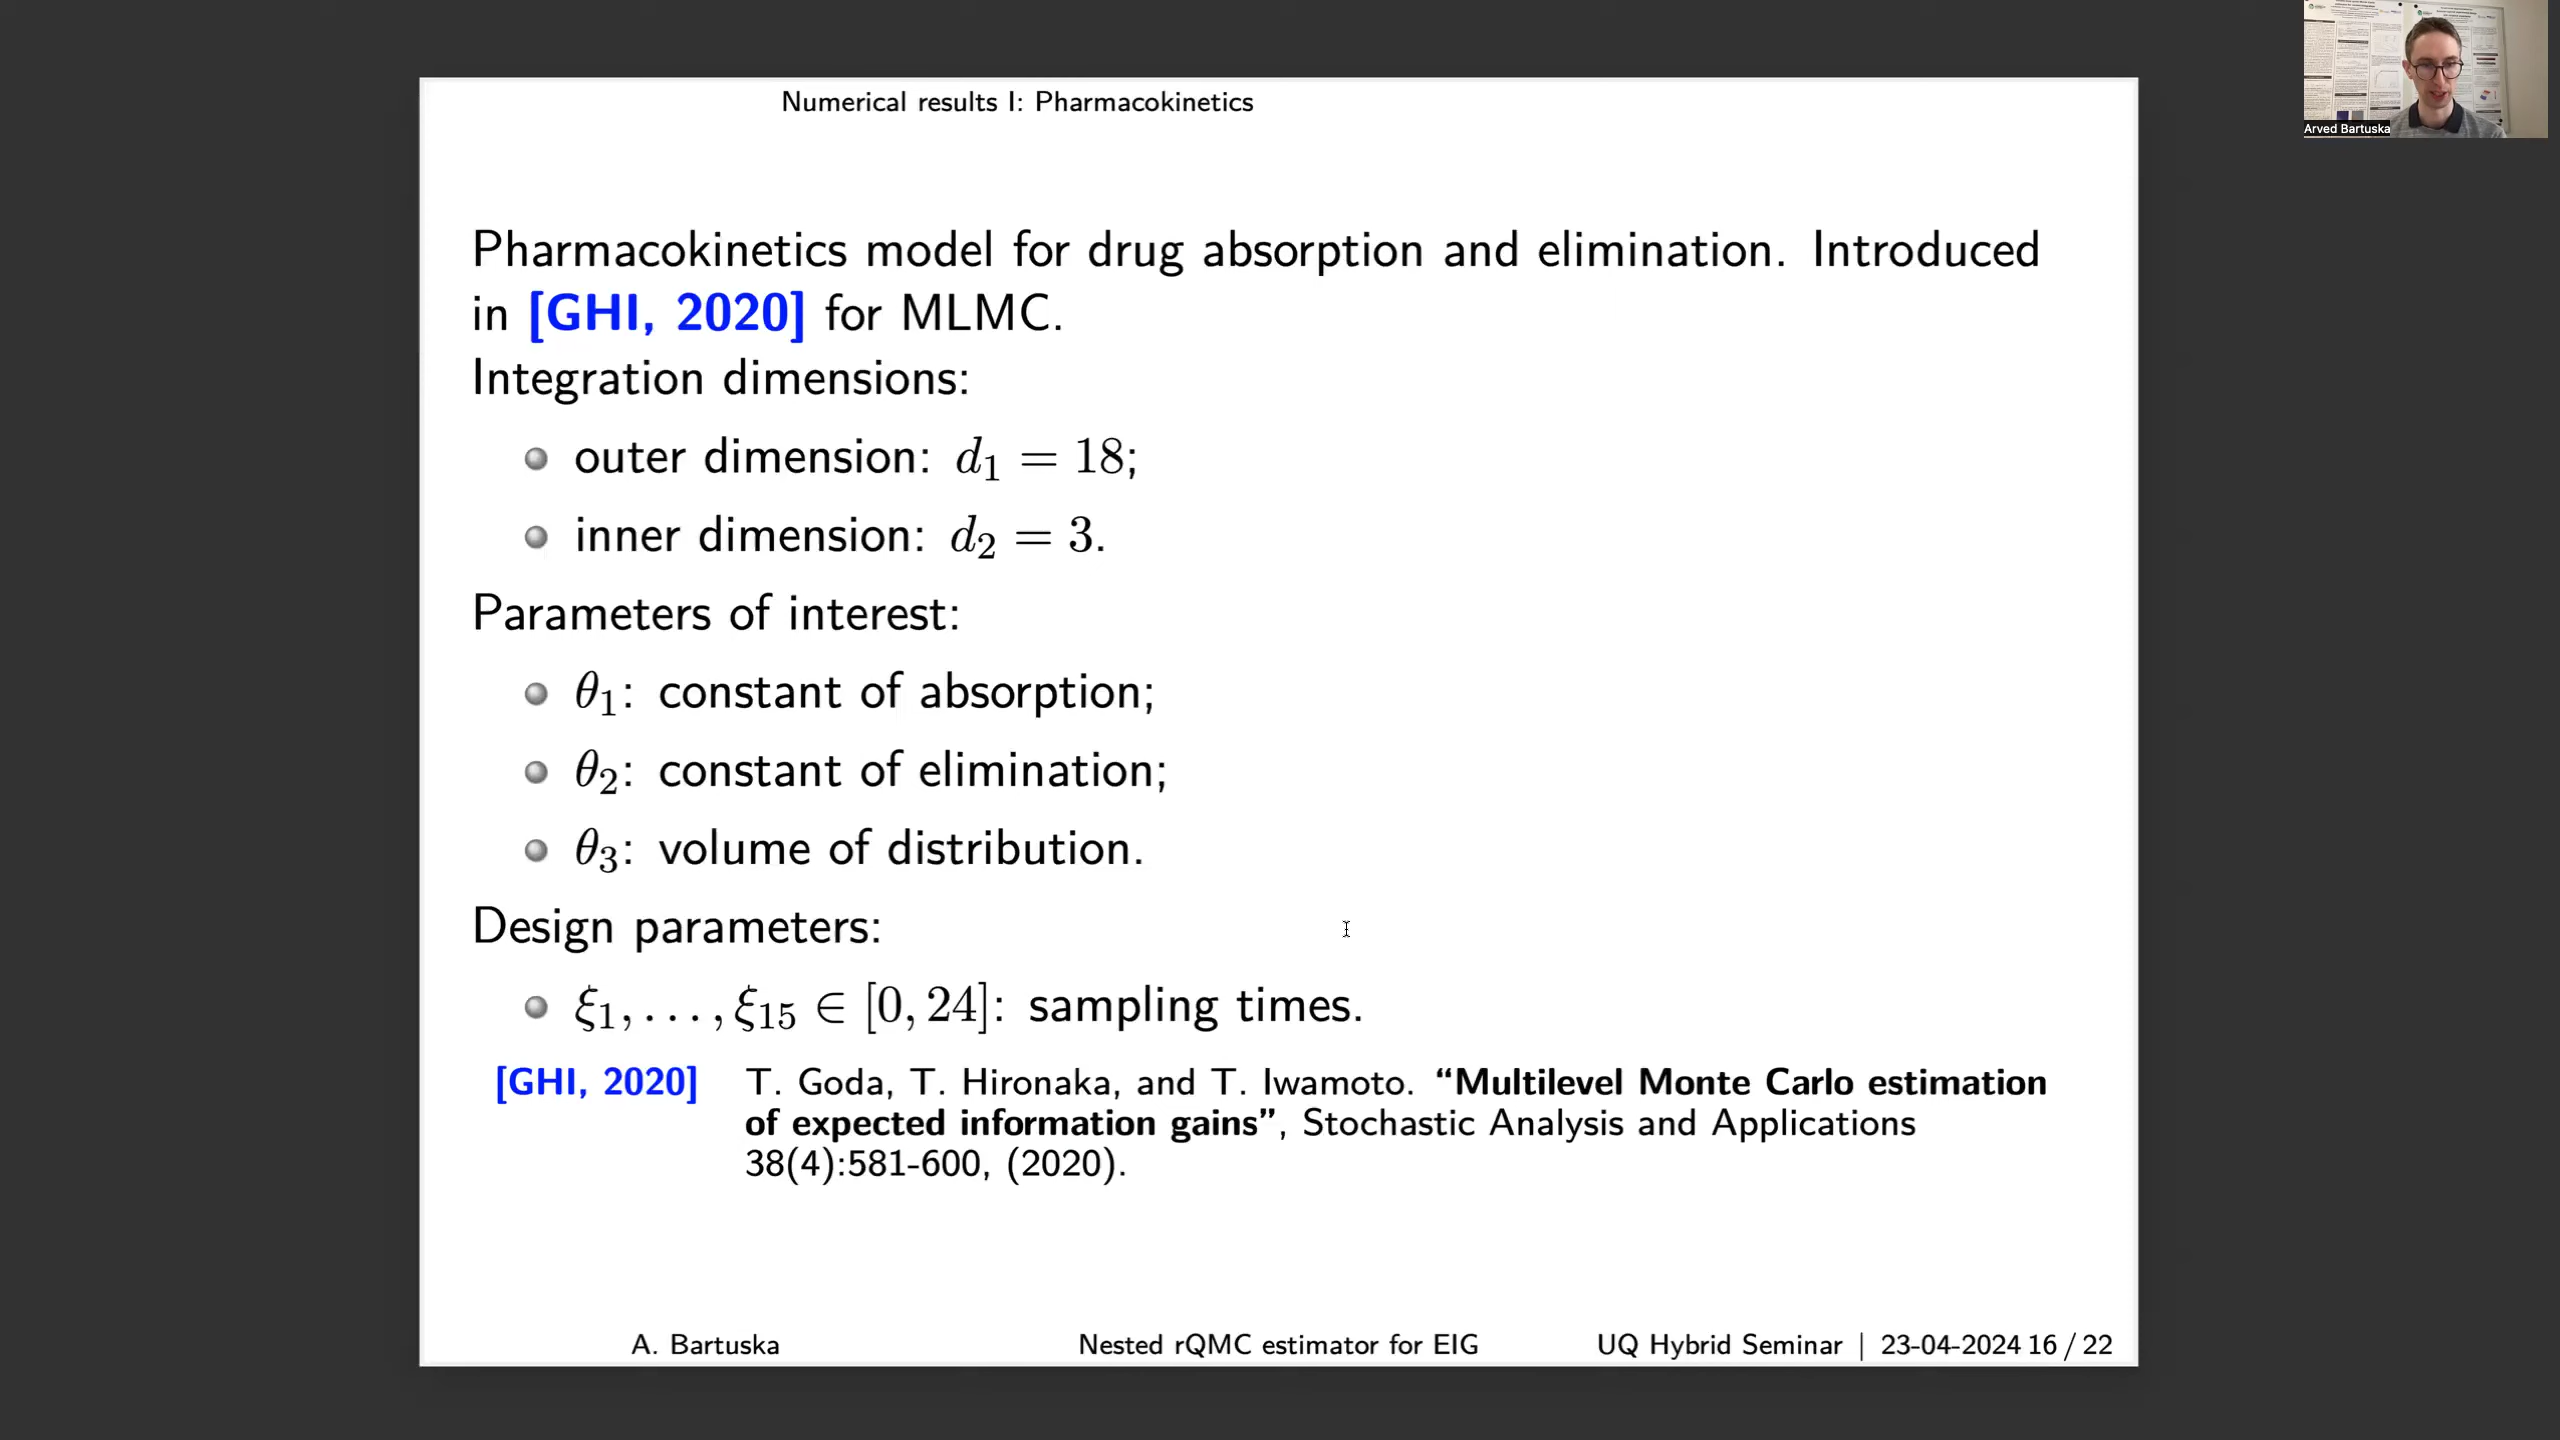 Numerical results I: Pharmacokinetics
Arved Bartuska
Pharmacokinetics model for drug absorption and elimination. Introduced
in [GHI, 2020] for MLMC.
Integration dimensions:
outer dimension: d₁ = 18;
inner dimension: d₂ = 3.
Parameters of interest:
θ₁: constant of absorption;
θ₂: constant of elimination;
θ₃: volume of distribution.
Design parameters:
ξ₁, . . . , ξ₁₅ ∈ [0, 24]: sampling times.
[GHI, 2020] T. Goda, T. Hironaka, and T. Iwamoto. “Multilevel Monte Carlo estimation
of expected information gains”, Stochastic Analysis and Applications
38(4):581-600, (2020).
A. Bartuska Nested rQMC estimator for EIG UQ Hybrid Seminar | 23-04-2024 16 / 22